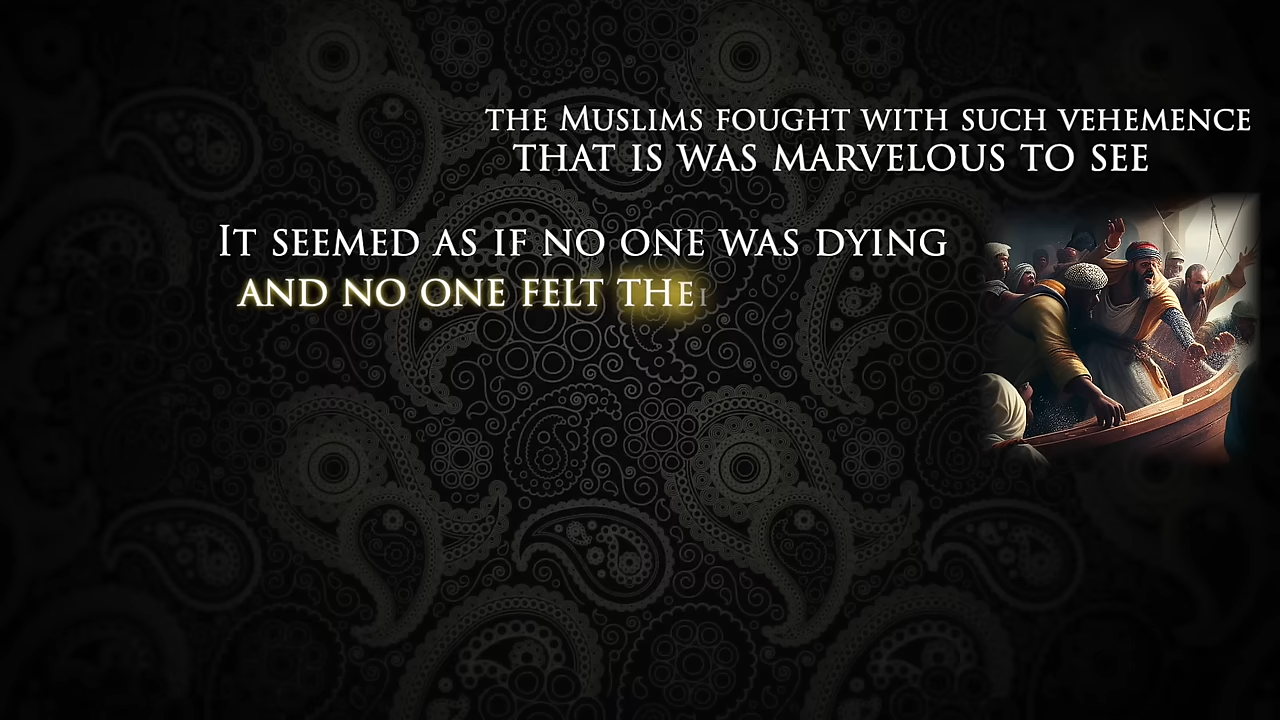 the Muslims fought with such vehemence
that is was marvelous to see
It seemed as if no one was dying
and no one felt the